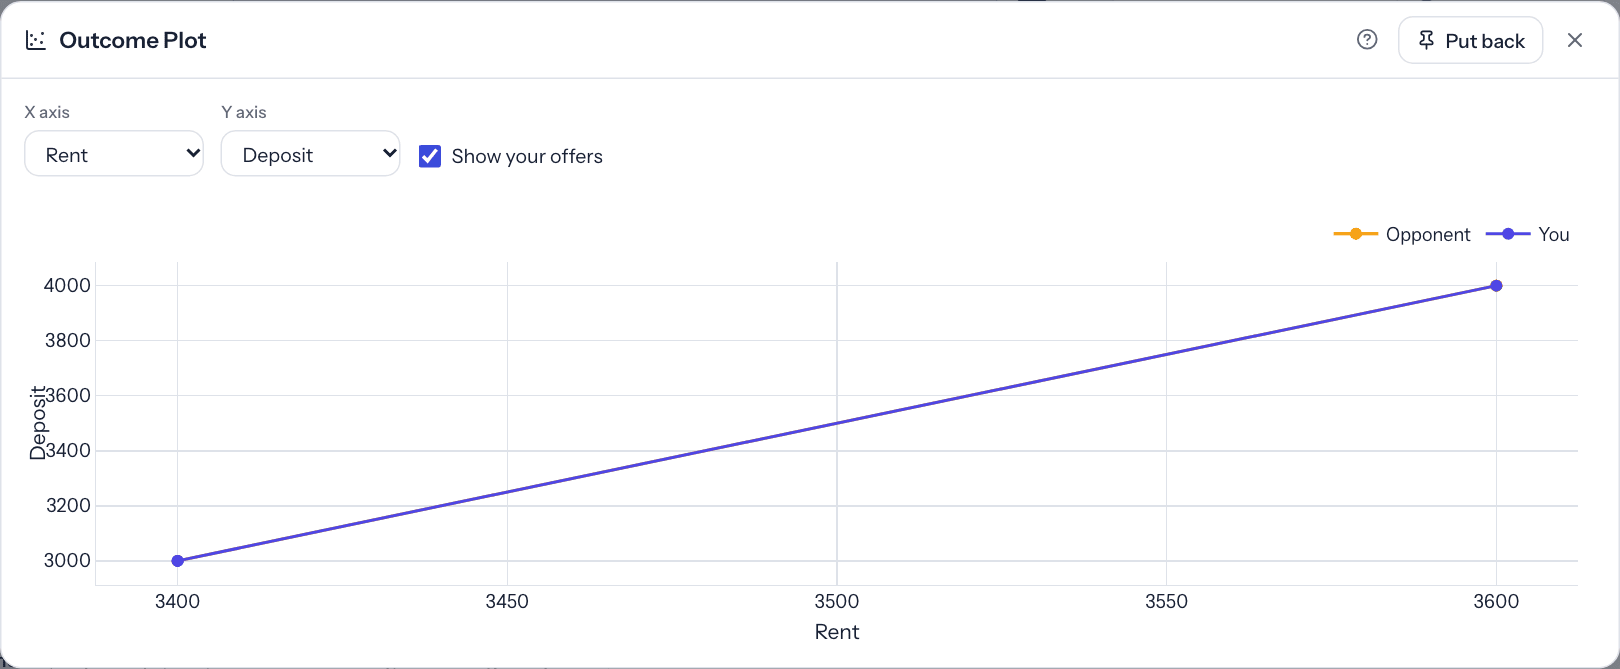 Outcome Plot
Put back
X axis
Y axis
Rent
Deposit
Show your offers
Opponent
You
4000
3800
3600
3400
3200
3000
Deposit
3400
3450
3500
3550
3600
Rent